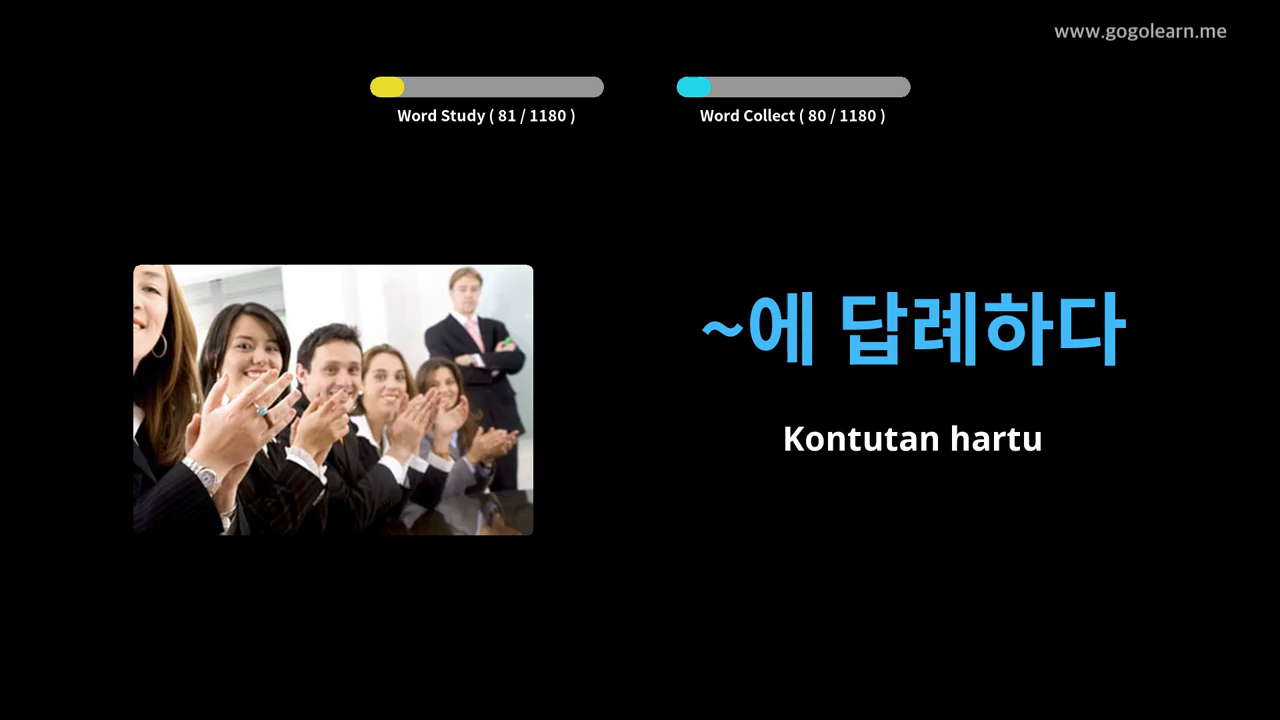 www.gogolearn.me
Word Study ( 81 / 1180 )
Word Collect ( 80 / 1180 )
~에 답례하다
Kontutan hartu